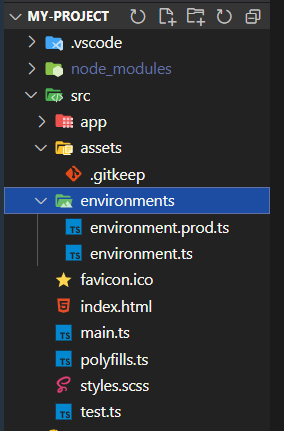 MY-PROJECT
.vscode
node_modules
src
app
assets
.gitkeep
environments
TS environment.prod.ts
TS environment.ts
favicon.ico
index.html
TS main.ts
TS polyfills.ts
styles.scss
TS test.ts